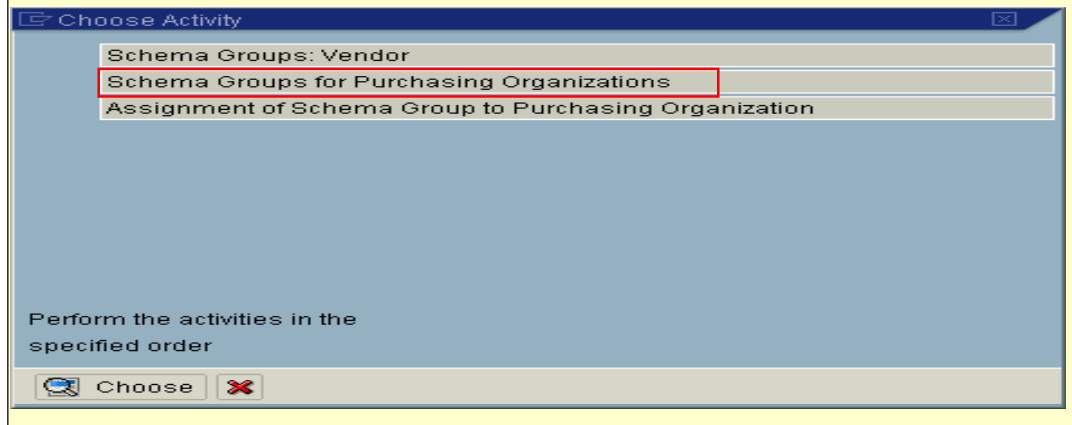 Choose Activity
Schema Groups: Vendor
Schema Groups for Purchasing Organizations
Assignment of Schema Group to Purchasing Organization
Perform the activities in the
specified order
Choose